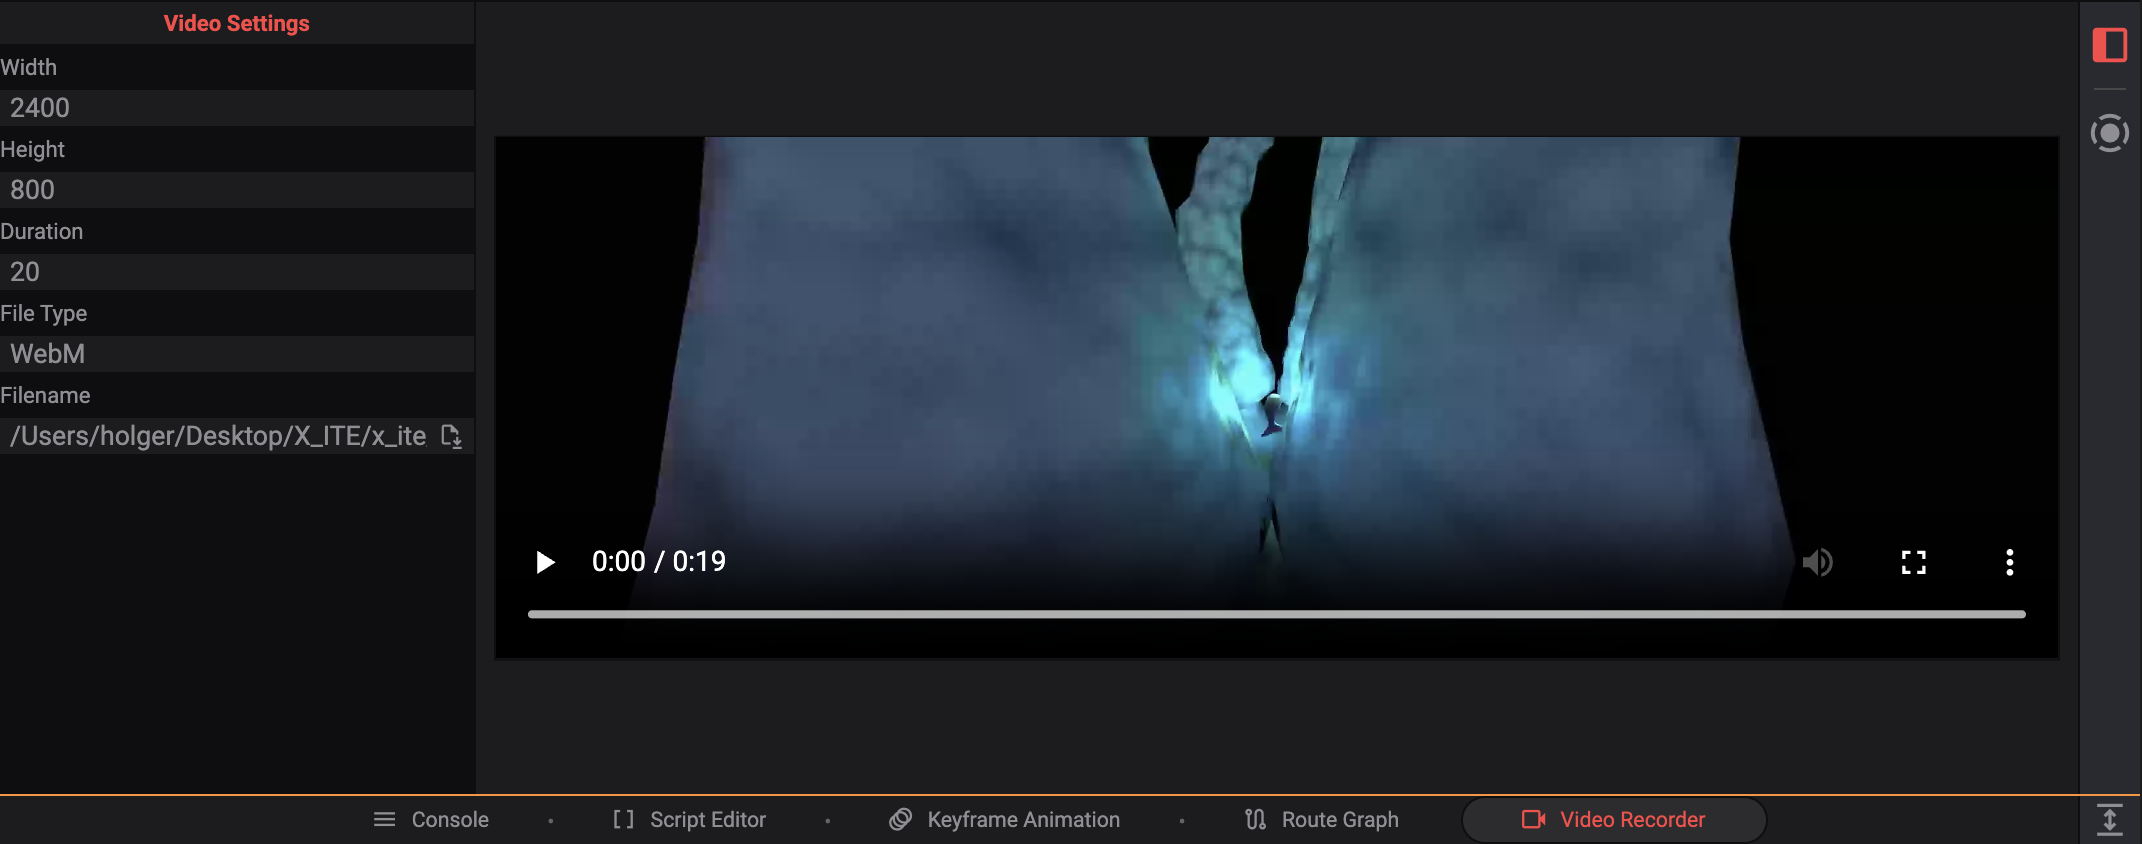 Video Settings
Width
2400
Height
800
Duration
20
File Type
WebM
Filename
/Users/holger/Desktop/X_ITE/x_ite
0:00 / 0:19
Console
Script Editor
Keyframe Animation
Route Graph
Video Recorder